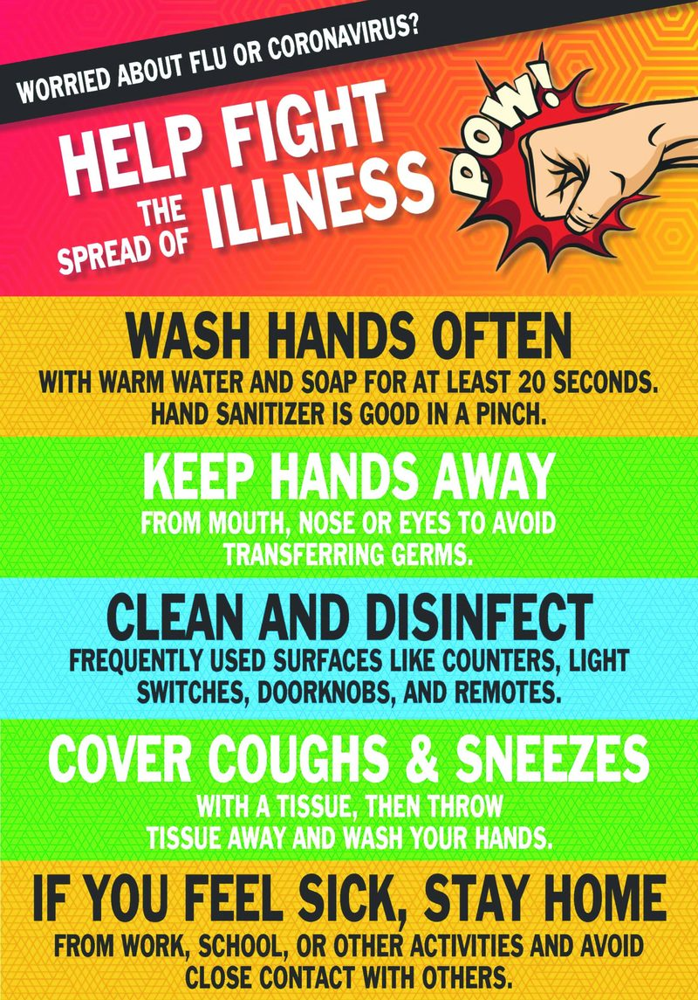 WORRIED ABOUT FLU OR CORONAVIRUS?
HELP FIGHT
THE
SPREAD OF ILLNESS
POW!
WASH HANDS OFTEN
WITH WARM WATER AND SOAP FOR AT LEAST 20 SECONDS.
HAND SANITIZER IS GOOD IN A PINCH.
KEEP HANDS AWAY
FROM MOUTH, NOSE OR EYES TO AVOID
TRANSFERRING GERMS.
CLEAN AND DISINFECT
FREQUENTLY USED SURFACES LIKE COUNTERS, LIGHT
SWITCHES, DOORKNOBS, AND REMOTES.
COVER COUGHS & SNEEZES
WITH A TISSUE, THEN THROW
TISSUE AWAY AND WASH YOUR HANDS.
IF YOU FEEL SICK, STAY HOME
FROM WORK, SCHOOL, OR OTHER ACTIVITIES AND AVOID
CLOSE CONTACT WITH OTHERS.